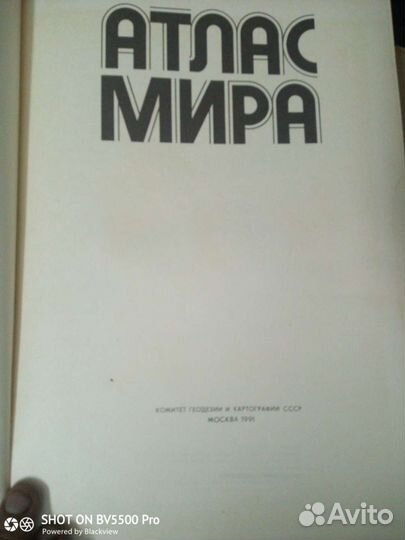 АТЛАС
МИРА
КОМИТЕТ ГЕОДЕЗИИ И КАРТОГРАФИИ СССР
МОСКВА 1991
SHOT ON BV5500 Pro
Powered by Blackview
Avito